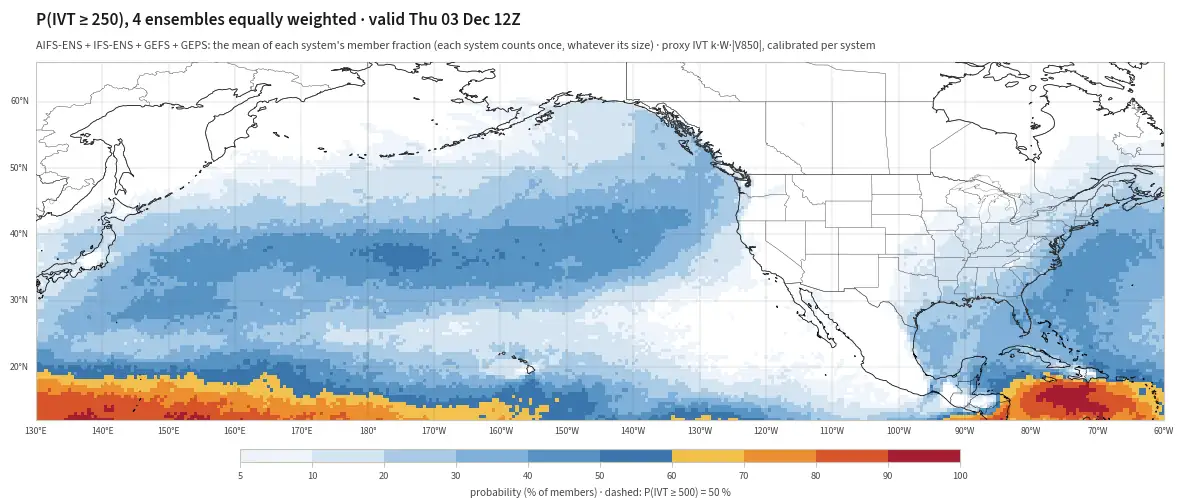 P(IVT ≥ 250), 4 ensembles equally weighted · valid Thu 03 Dec 12Z
AIFS-ENS + IFS-ENS + GEFS + GEPS: the mean of each system's member fraction (each system counts once, whatever its size) · proxy IVT k·W·|V850|, calibrated per system
60°N
50°N
40°N
30°N
20°N
130°E 140°E 150°E 160°E 170°E 180° 170°W 160°W 150°W 140°W 130°W 120°W 110°W 100°W 90°W 80°W 70°W 60°W
5 10 20 30 40 50 60 70 80 90 100
probability (% of members) · dashed: P(IVT ≥ 500) = 50 %